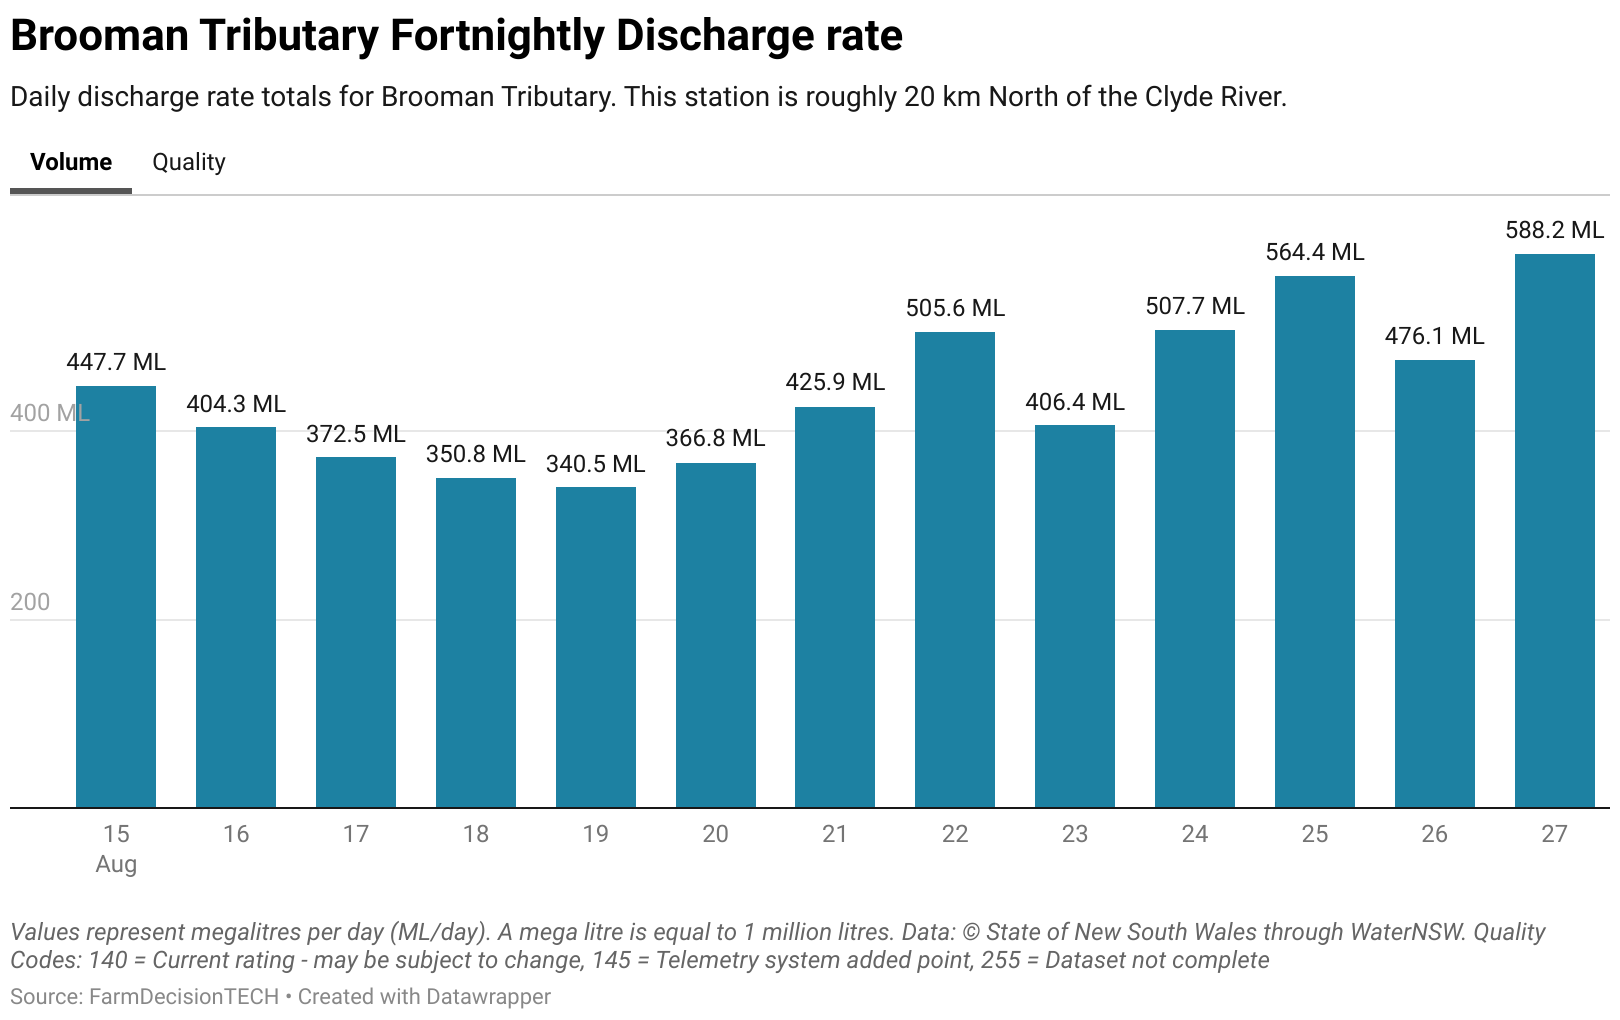 Brooman Tributary Fortnightly Discharge rate
Daily discharge rate totals for Brooman Tributary. This station is roughly 20 km North of the Clyde River.
Volume Quality
588.2 ML
564.4 ML
505.6 ML
507.7 ML
476.1 ML
447.7 ML
425.9 ML
404.3 ML
406.4 ML
400 ML
372.5 ML
366.8 ML
350.8 ML
340.5 ML
200
15 16 17 18 19 20 21 22 23 24 25 26 27
Aug
Values represent megalitres per day (ML/day). A mega litre is equal to 1 million litres. Data: © State of New South Wales through WaterNSW. Quality
Codes: 140 = Current rating - may be subject to change, 145 = Telemetry system added point, 255 = Dataset not complete
Source: FarmDecisionTECH • Created with Datawrapper